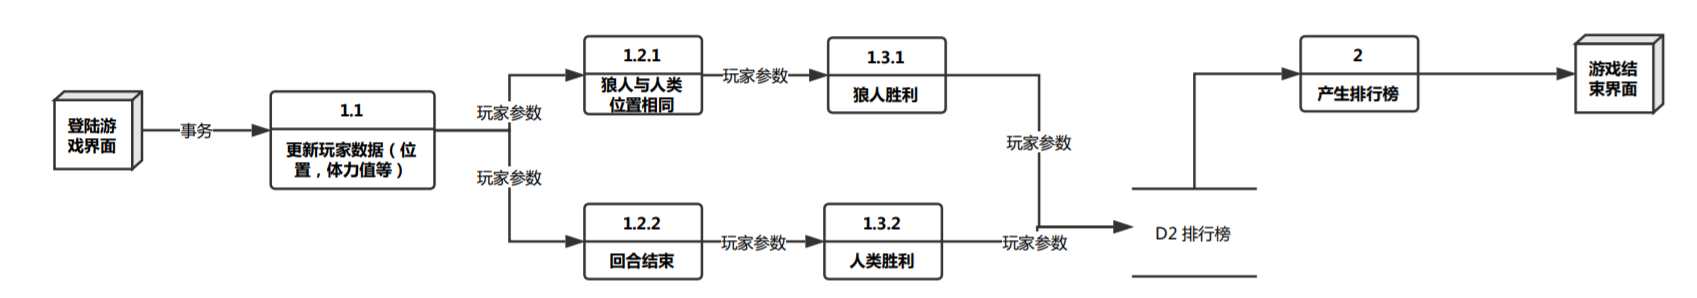 登陆游
戏界面
事务
1.1
更新玩家数据（位
置，体力值等）
玩家参数
玩家参数
1.2.1
狼人与人类
位置相同
玩家参数
1.3.1
狼人胜利
1.2.2
回合结束
玩家参数
1.3.2
人类胜利
玩家参数
玩家参数
D2 排行榜
2
产生排行榜
游戏结
束界面